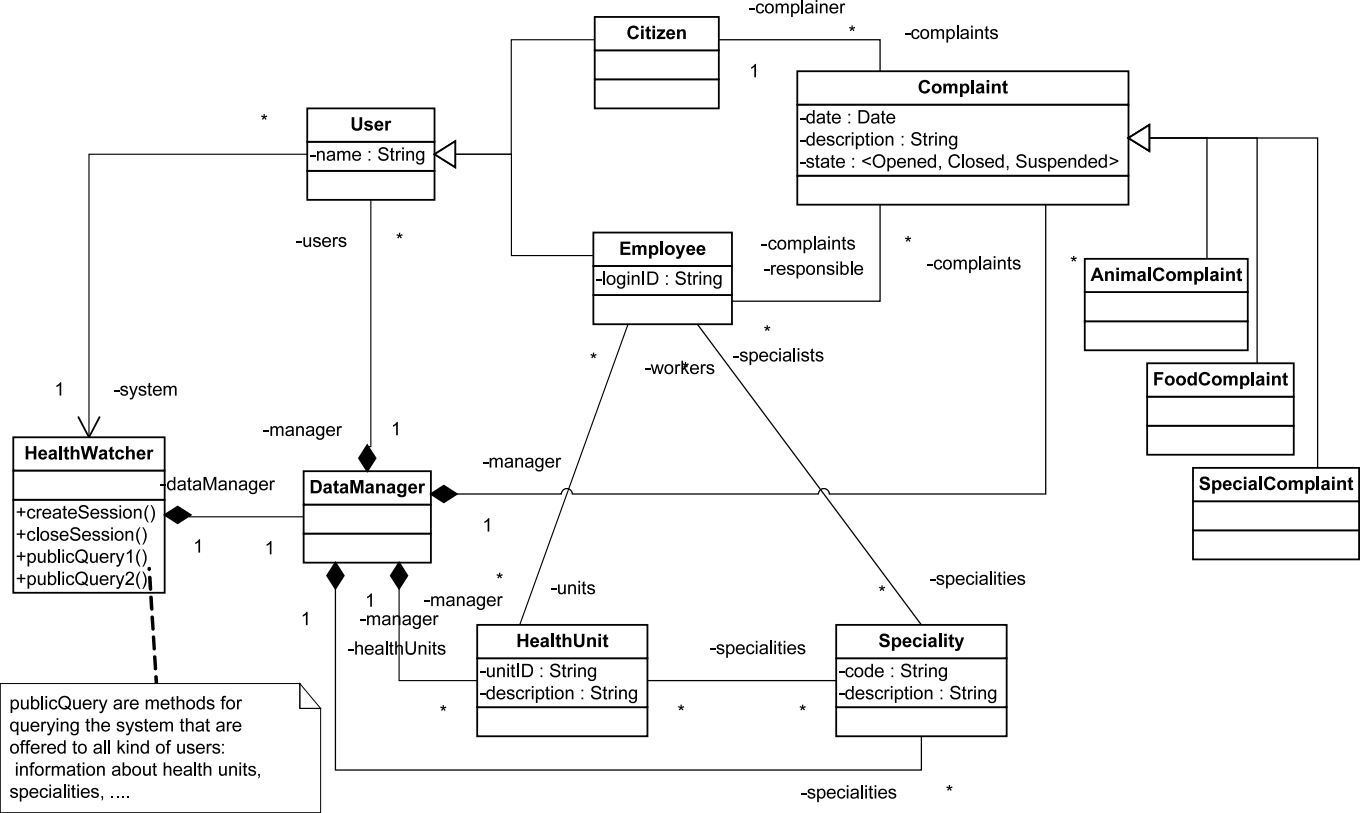 -complainer
Citizen
*
-complaints
1
Complaint
-date : Date
-description : String
-state : <Opened, Closed, Suspended>
*
User
-name : String
-users
*
Employee
-loginID : String
-complaints
-responsible
*
-complaints
*
AnimalComplaint
*
*
-workers
*
-specialists
FoodComplaint
1
-system
-manager
1
HealthWatcher
-dataManager
DataManager
-manager
SpecialComplaint
+createSession()
+closeSession()
+publicQuery1()
+publicQuery2()
1
1
1
*
-units
-specialities
*
1
1
-manager
-manager
-healthUnits
HealthUnit
-unitID : String
-description : String
-specialities
Speciality
-code : String
-description : String
*
*
*
publicQuery are methods for
querying the system that are
offered to all kind of users:
information about health units,
specialities, ....
-specialities
*